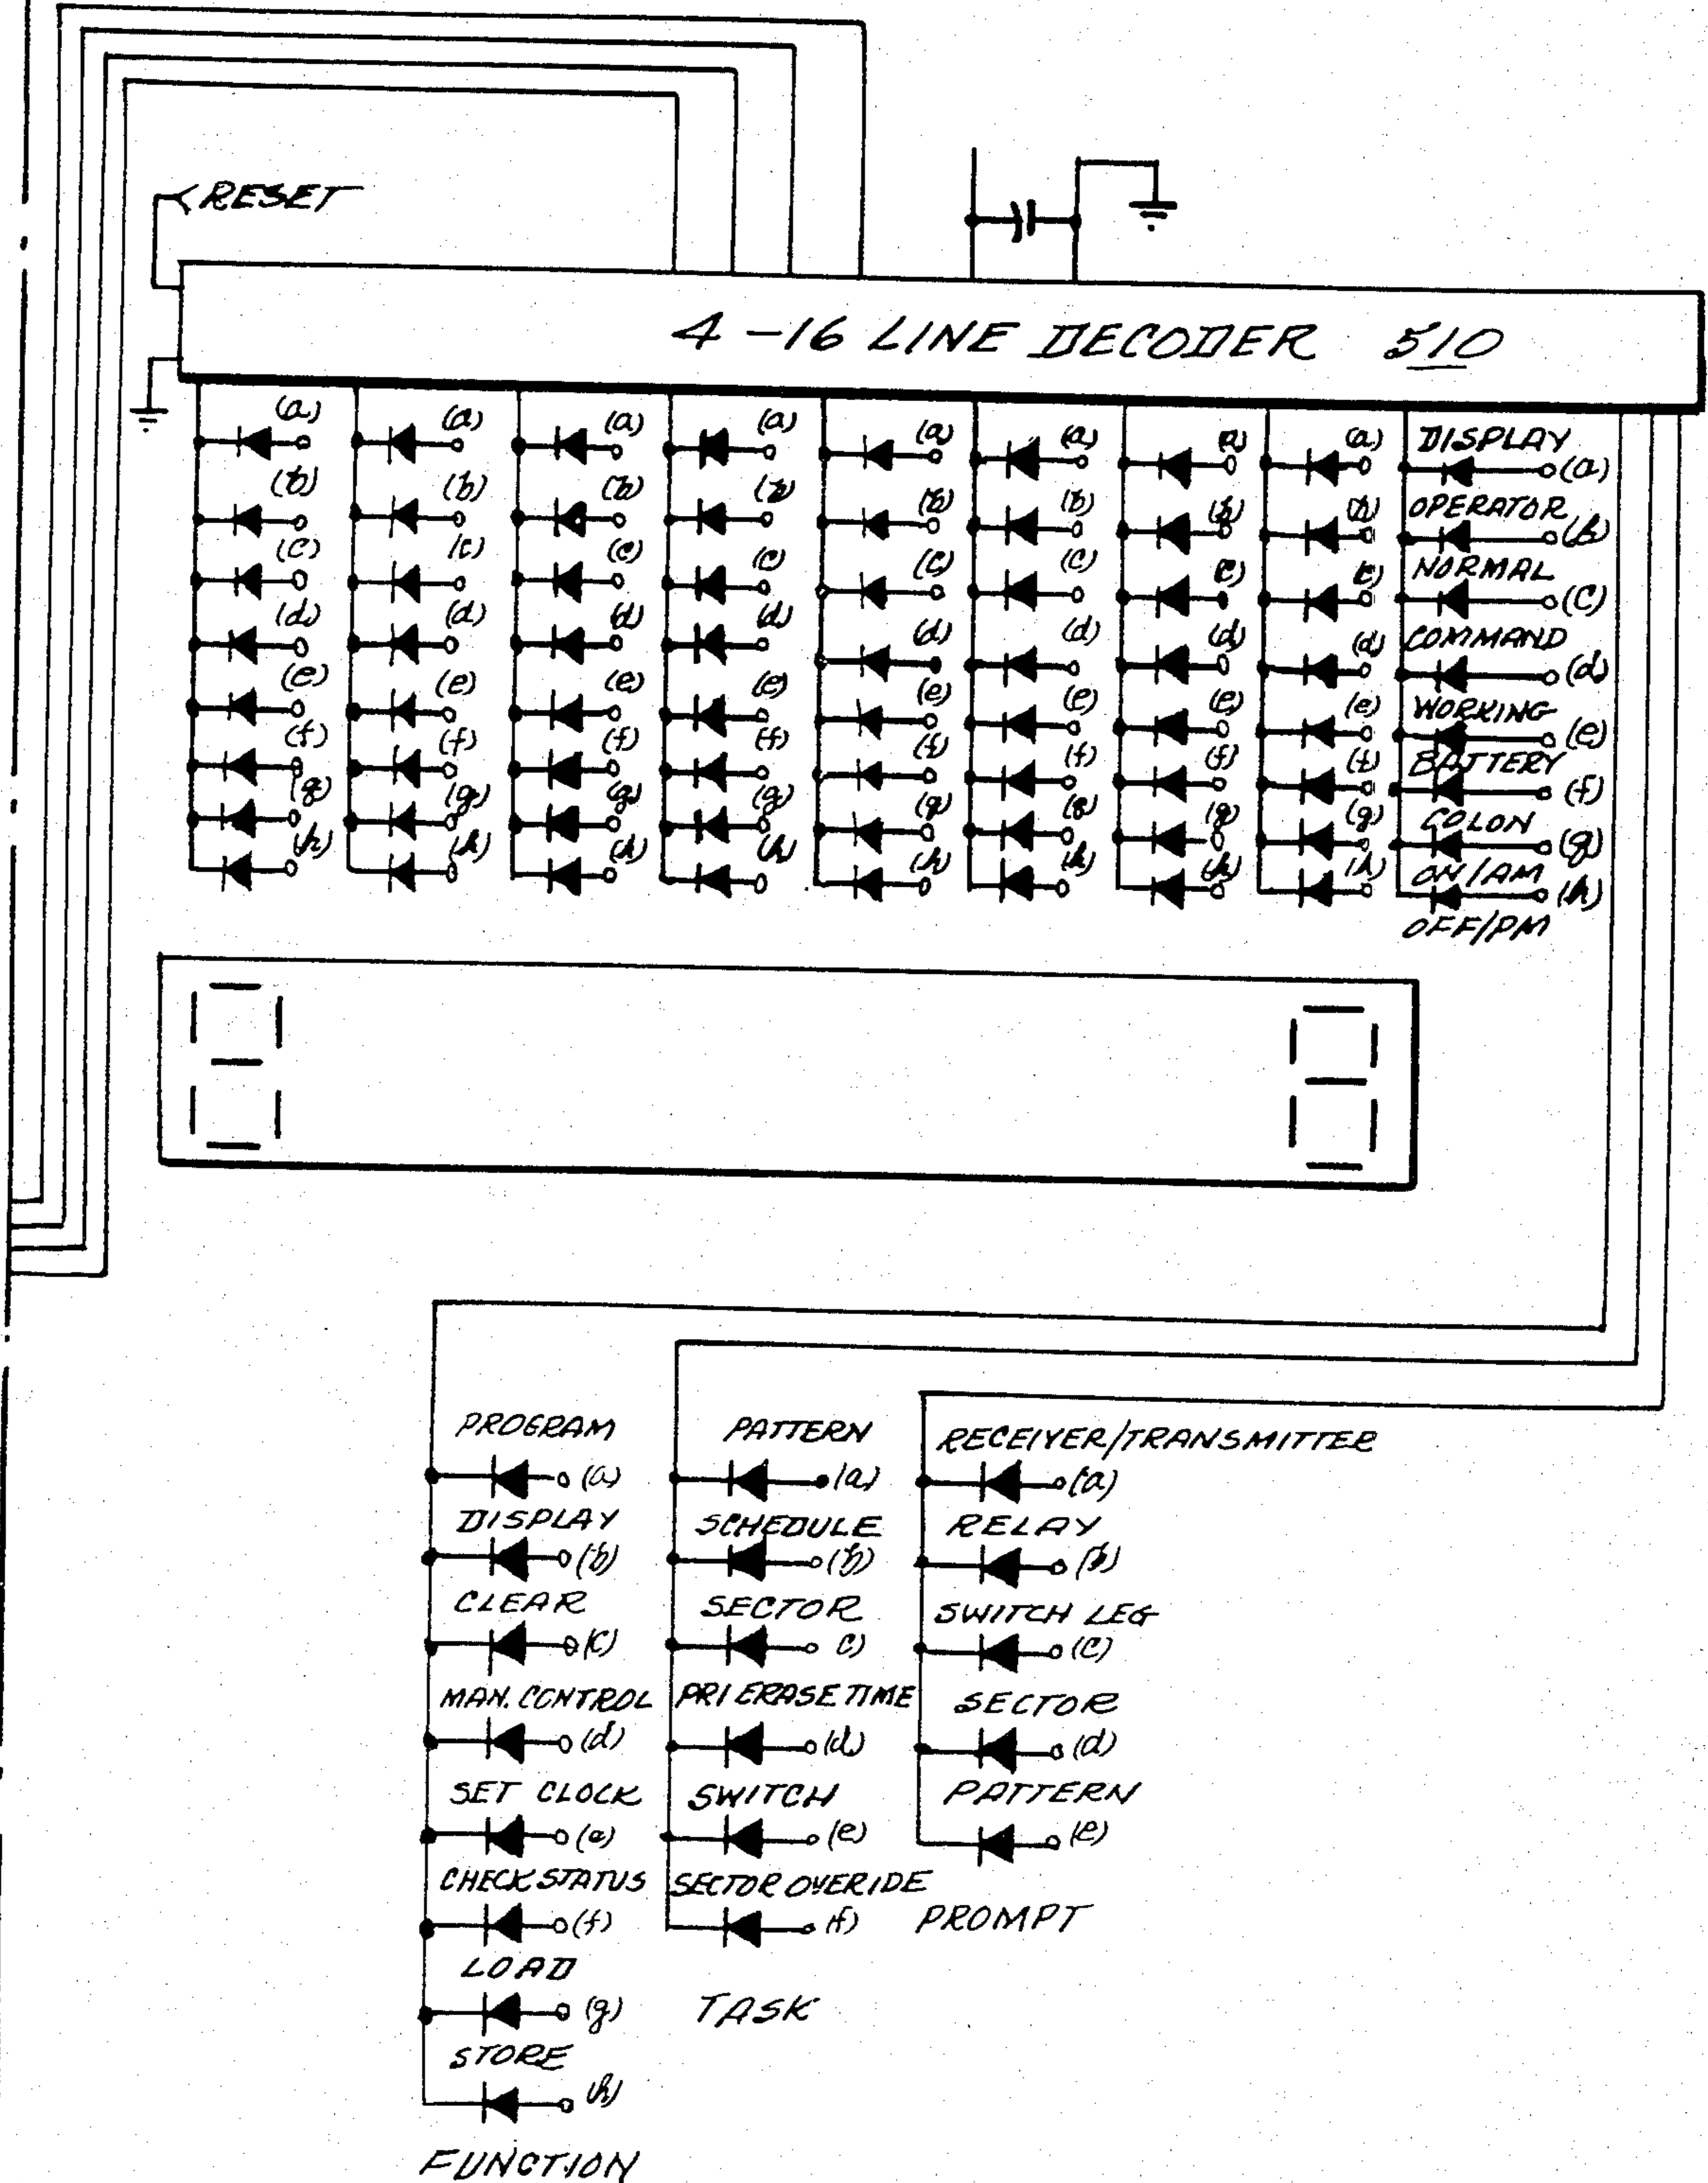 RESET
4-16 LINE DECODER 510
(a) (a) (a) (a) (a) (a) (a) (a) DISPLAY (a)
(b) (b) (b) (b) (b) (b) (b) (b) OPERATOR (b)
(c) (c) (c) (c) (c) (c) (c) (c) NORMAL (c)
(d) (d) (d) (d) (d) (d) (d) (d) COMMAND (d)
(e) (e) (e) (e) (e) (e) (e) (e) WORKING (e)
(f) (f) (f) (f) (f) (f) (f) (f) BATTERY (f)
(g) (g) (g) (g) (g) (g) (g) (g) COLON (g)
(h) (h) (h) (h) (h) (h) (h) (h) ON/AM (h)
OFF/PM
PROGRAM
(a)
DISPLAY
(b)
CLEAR
(c)
MAN. CONTROL
(d)
SET CLOCK
(e)
CHECK STATUS
(f)
LOAD
(g)
STORE
(h)
FUNCTION
PATTERN
(a)
SCHEDULE
(b)
SECTOR
c)
PRI ERASE TIME
(d)
SWITCH
(e)
SECTOR OVERIDE
(f)
TASK
RECEIVER/TRANSMITTER
(a)
RELAY
(b)
SWITCH LEG
(c)
SECTOR
(d)
PATTERN
(e)
PROMPT